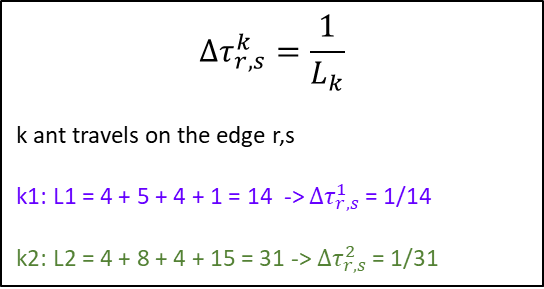 Δτ^k_{r,s} = 1/L_k
k ant travels on the edge r,s
k1: L1 = 4 + 5 + 4 + 1 = 14 -> Δτ^1_{r,s} = 1/14
k2: L2 = 4 + 8 + 4 + 15 = 31 -> Δτ^2_{r,s} = 1/31